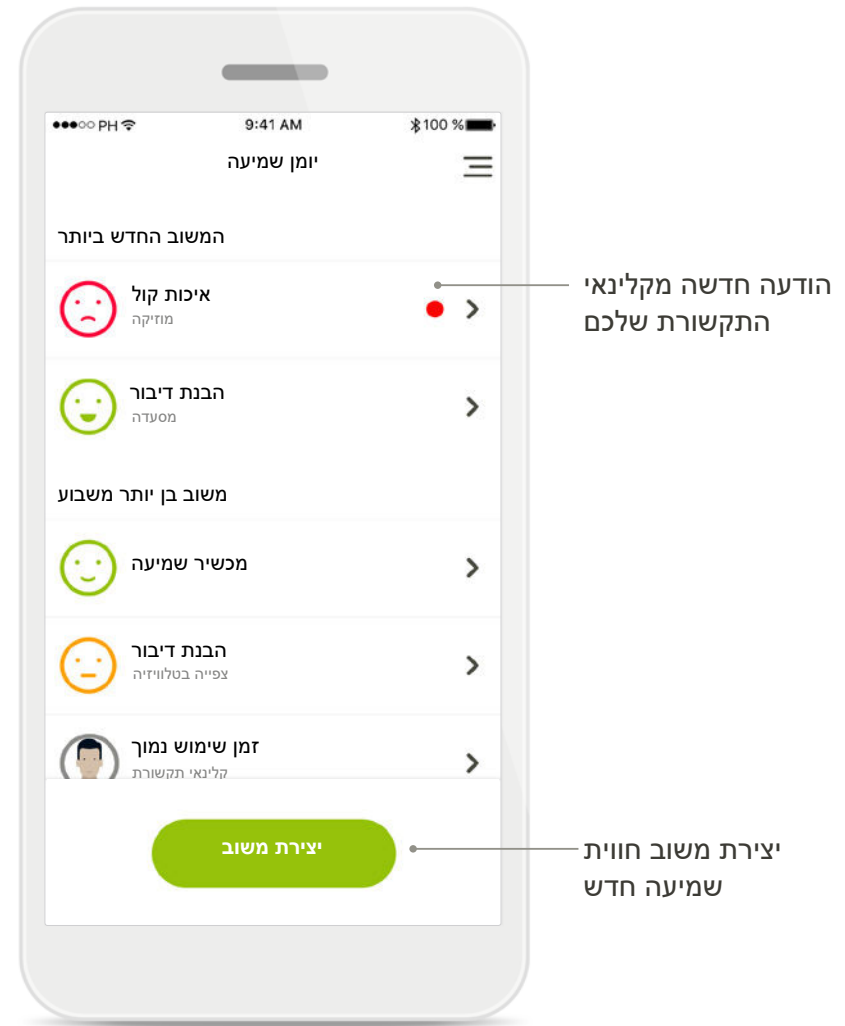 PH 9:41 AM 100 %
יומן שמיעה
המשוב החדש ביותר
איכות קול
מוזיקה
הודעה חדשה מקלינאי
התקשורת שלכם
הבנת דיבור
מסעדה
משוב בן יותר משבוע
מכשיר שמיעה
הבנת דיבור
צפייה בטלוויזיה
זמן שימוש נמוך
קלינאי תקשורת
יצירת משוב
יצירת משוב חווית
שמיעה חדש